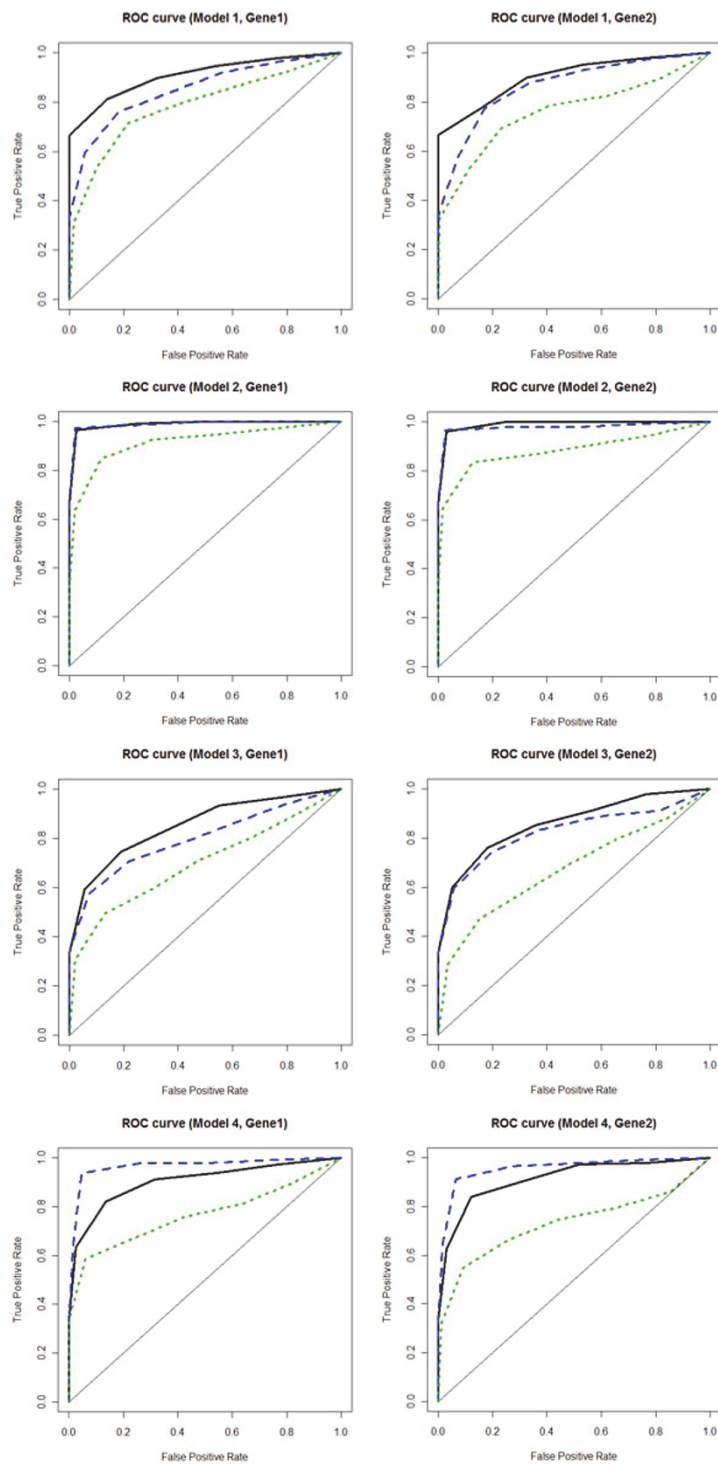 ROC curve (Model 1, Gene1)
True Positive Rate
0.0 0.2 0.4 0.6 0.8 1.0
0.0 0.2 0.4 0.6 0.8 1.0
False Positive Rate
ROC curve (Model 1, Gene2)
True Positive Rate
0.0 0.2 0.4 0.6 0.8 1.0
0.0 0.2 0.4 0.6 0.8 1.0
False Positive Rate
ROC curve (Model 2, Gene1)
True Positive Rate
0.0 0.2 0.4 0.6 0.8 1.0
0.0 0.2 0.4 0.6 0.8 1.0
False Positive Rate
ROC curve (Model 2, Gene2)
True Positive Rate
0.0 0.2 0.4 0.6 0.8 1.0
0.0 0.2 0.4 0.6 0.8 1.0
False Positive Rate
ROC curve (Model 3, Gene1)
True Positive Rate
0.0 0.2 0.4 0.6 0.8 1.0
0.0 0.2 0.4 0.6 0.8 1.0
False Positive Rate
ROC curve (Model 3, Gene2)
True Positive Rate
0.0 0.2 0.4 0.6 0.8 1.0
0.0 0.2 0.4 0.6 0.8 1.0
False Positive Rate
ROC curve (Model 4, Gene1)
True Positive Rate
0.0 0.2 0.4 0.6 0.8 1.0
0.0 0.2 0.4 0.6 0.8 1.0
False Positive Rate
ROC curve (Model 4, Gene2)
True Positive Rate
0.0 0.2 0.4 0.6 0.8 1.0
0.0 0.2 0.4 0.6 0.8 1.0
False Positive Rate